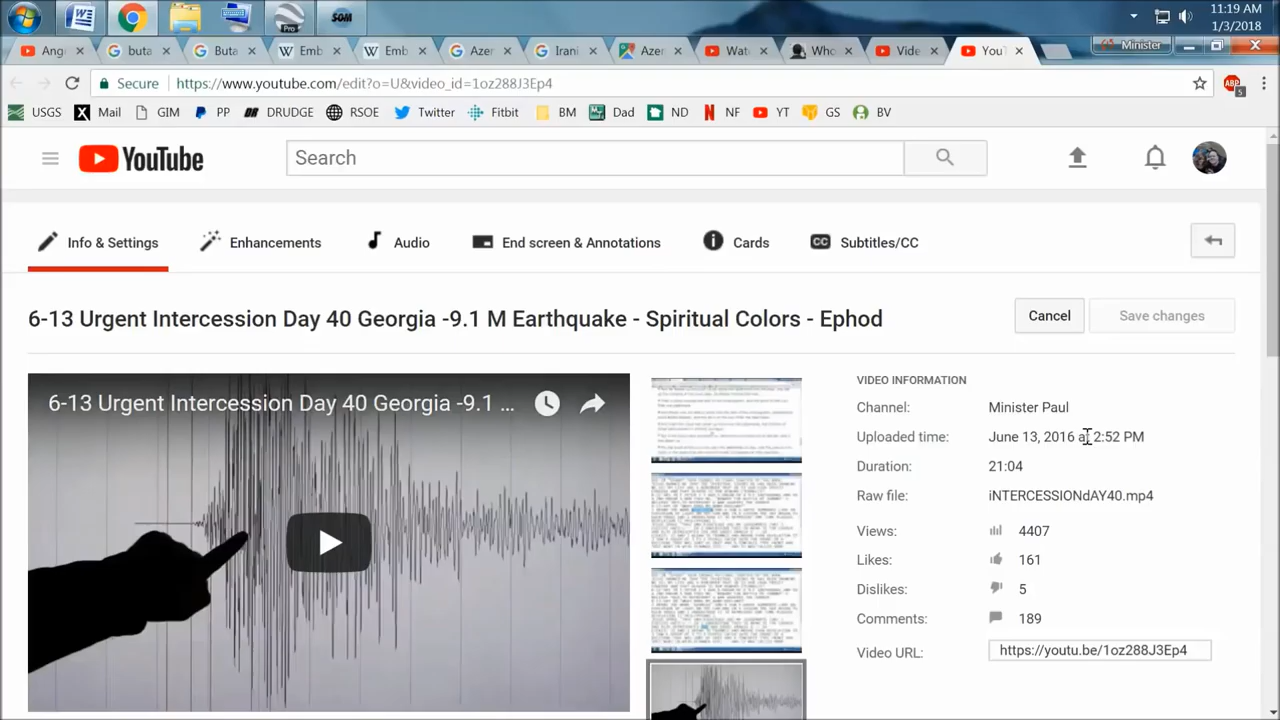 11:19 AM
1/3/2018
Pro
SOM
Ang
buta
Buta
Emb
Emb
Azer
Irani
Azer
Wat
Who
Vide
You
Minister
Secure https://www.youtube.com/edit?o=U&video_id=1oz288J3Ep4
ABP
5
USGS Mail GIM PP DRUDGE RSOE Twitter Fitbit BM Dad ND NF YT GS BV
YouTube
Search
Info & Settings Enhancements Audio End screen & Annotations Cards CC Subtitles/CC
6-13 Urgent Intercession Day 40 Georgia -9.1 M Earthquake - Spiritual Colors - Ephod
Cancel
Save changes
6-13 Urgent Intercession Day 40 Georgia -9.1 ...
VIDEO INFORMATION
Channel: Minister Paul
Uploaded time: June 13, 2016 at 2:52 PM
Duration: 21:04
Raw file: iNTERCESSIONdAY40.mp4
Views: 4407
Likes: 161
Dislikes: 5
Comments: 189
Video URL: https://youtu.be/1oz288J3Ep4